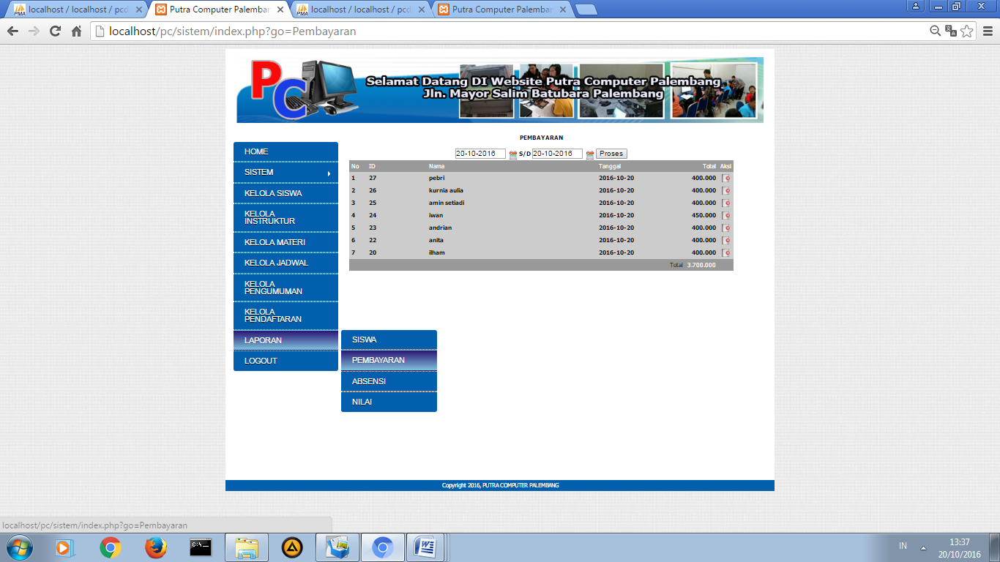 localhost / localhost / pcd
Putra Computer Palemban
localhost / localhost / pcd
Putra Computer Palemban
localhost/pc/sistem/index.php?go=Pembayaran
PC
Selamat Datang DI Website Putra Computer Palembang
Jln. Mayor Salim Batubara Palembang
HOME
SISTEM
KELOLA SISWA
KELOLA
INSTRUKTUR
KELOLA MATERI
KELOLA JADWAL
KELOLA
PENGUMUMAN
KELOLA
PENDAFTARAN
LAPORAN
LOGOUT
PEMBAYARAN
20-10-2016 S/D 20-10-2016 Proses
No ID Nama Tanggal Total Aksi
1 27 pebri 2016-10-20 400.000
2 26 kurnia aulia 2016-10-20 400.000
3 25 amin setiadi 2016-10-20 400.000
4 24 iwan 2016-10-20 450.000
5 23 andrian 2016-10-20 400.000
6 22 anita 2016-10-20 400.000
7 20 ilham 2016-10-20 400.000
Total 3.700.000
SISWA
PEMBAYARAN
ABSENSI
NILAI
Copyright 2016, PUTRA COMPUTER PALEMBANG
localhost/pc/sistem/index.php?go=Pembayaran
IN
13:37
20/10/2016